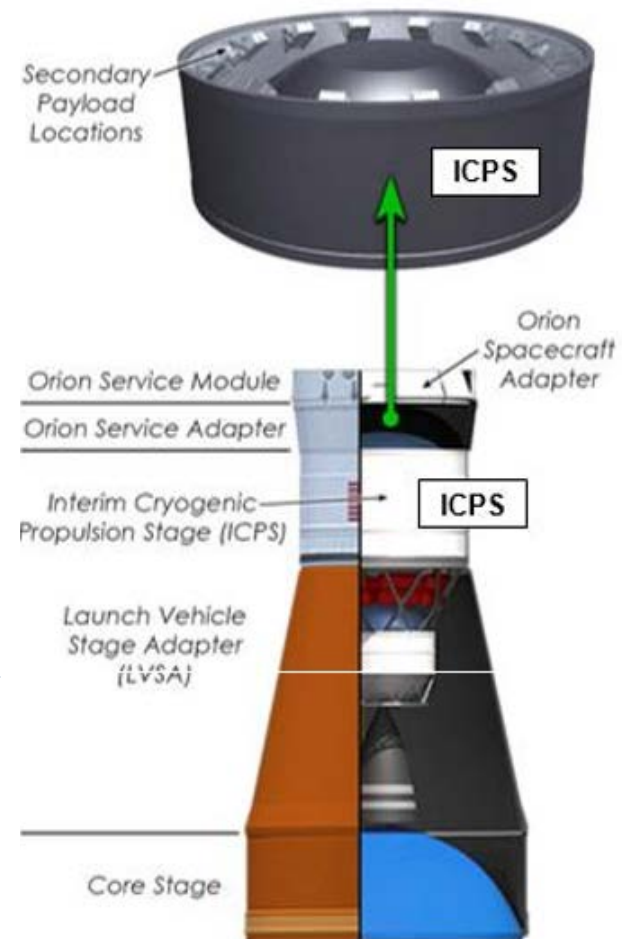 Secondary
Payload
Locations
ICPS
Orion
Spacecraft
Adapter
Orion Service Module
Orion Service Adapter
Interim Cryogenic
Propulsion Stage (ICPS)
ICPS
Launch Vehicle
Stage Adapter
(LVSA)
Core Stage